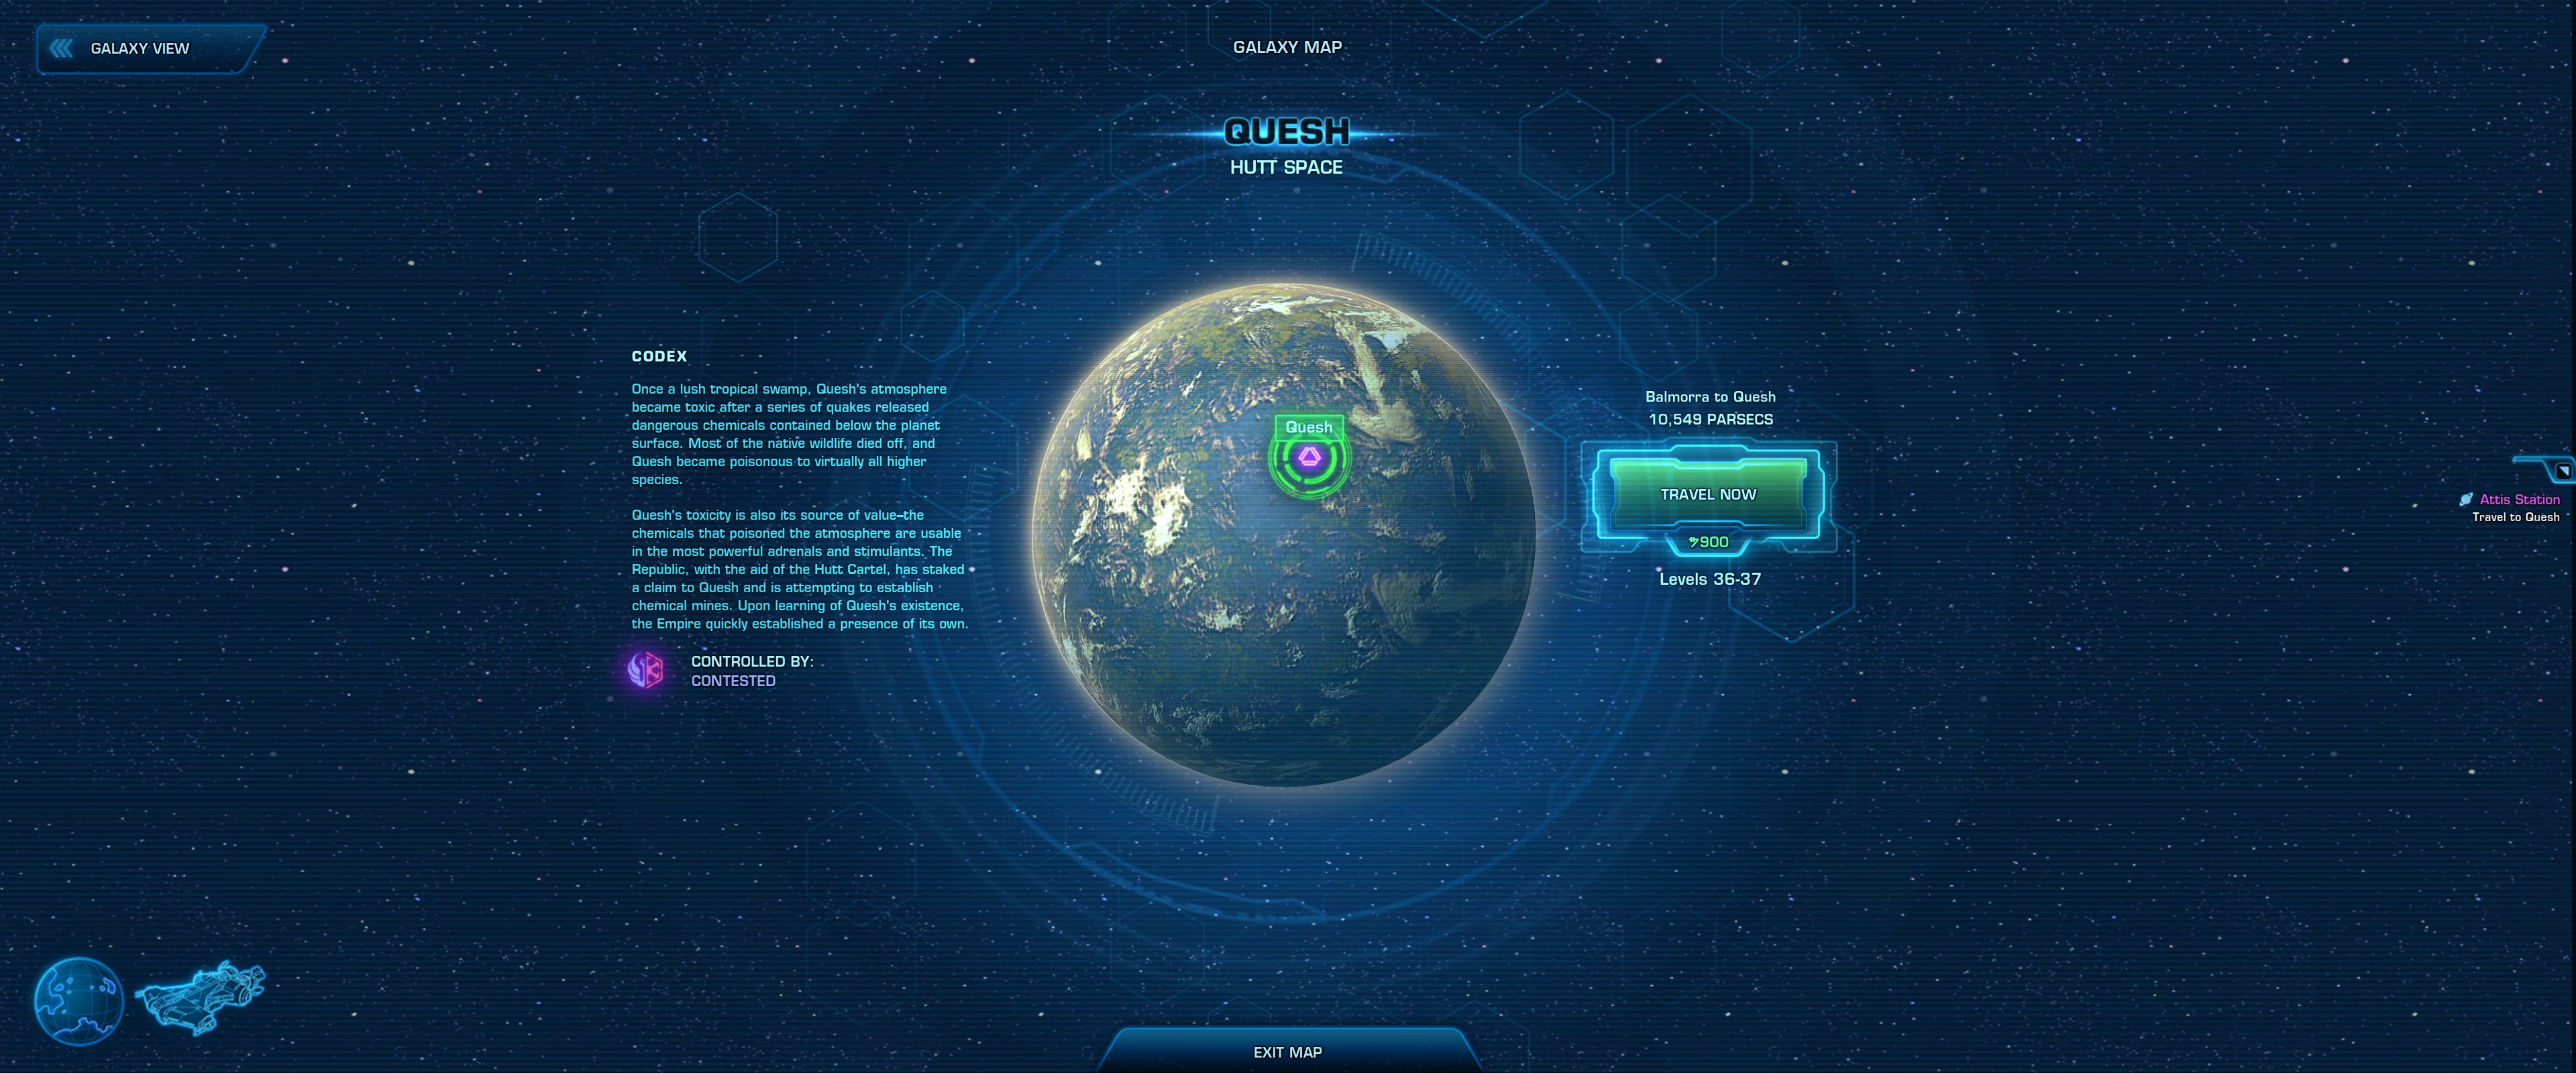 GALAXY VIEW
GALAXY MAP
QUESH
HUTT SPACE
CODEX
Once a lush tropical swamp, Quesh's atmosphere
became toxic after a series of quakes released
dangerous chemicals contained below the planet
surface. Most of the native wildlife died off, and
Quesh became poisonous to virtually all higher
species.
Quesh's toxicity is also its source of value–the
chemicals that poisoned the atmosphere are usable
in the most powerful adrenals and stimulants. The
Republic, with the aid of the Hutt Cartel, has staked
a claim to Quesh and is attempting to establish
chemical mines. Upon learning of Quesh's existence,
the Empire quickly established a presence of its own.
CONTROLLED BY:
CONTESTED
Quesh
Balmorra to Quesh
10,549 PARSECS
TRAVEL NOW
900
Levels 36-37
Attis Station
Travel to Quesh
EXIT MAP